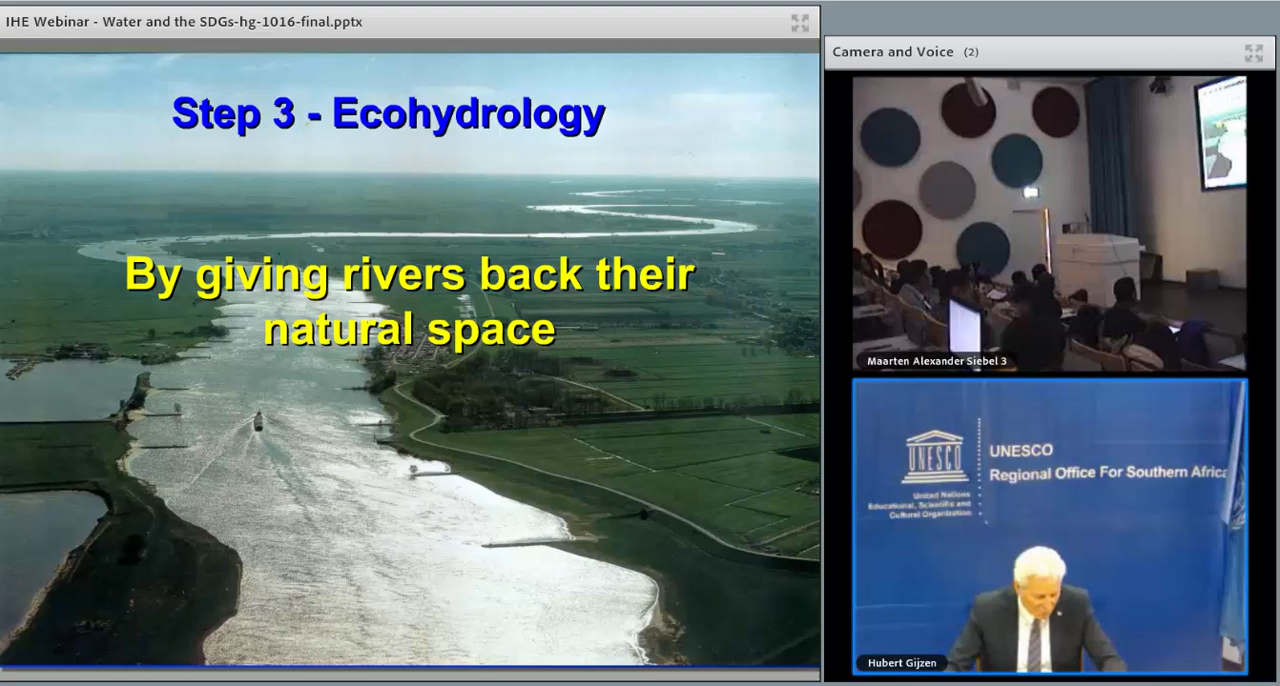 IHE Webinar - Water and the SDGs-hg-1016-final.pptx
Step 3 - Ecohydrology
By giving rivers back their
natural space
Camera and Voice (2)
Maarten Alexander Siebel 3
UNESCO
United Nations
Educational, Scientific and
Cultural Organization
UNESCO
Regional Office For Southern Africa
Hubert Gijzen